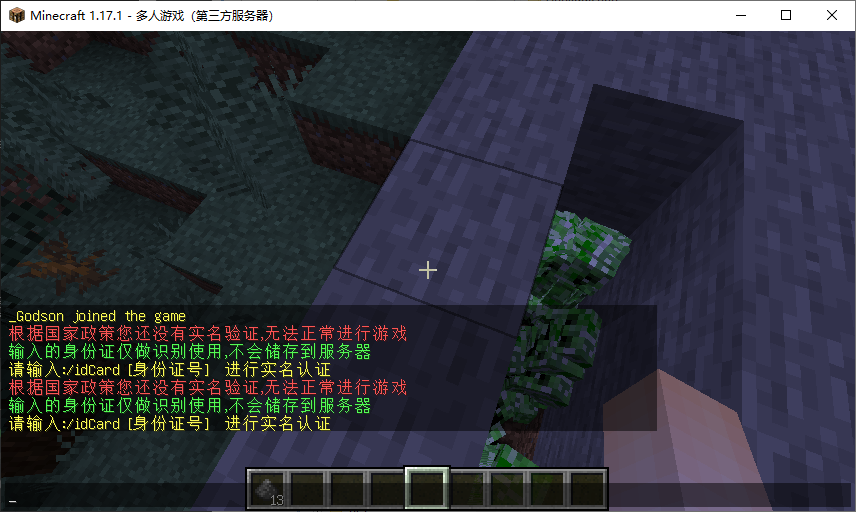 Minecraft 1.17.1 - 多人游戏（第三方服务器）
_Godson joined the game
根据国家政策您还没有实名验证,无法正常进行游戏
输入的身份证仅做识别使用,不会储存到服务器
请输入:/idCard [身份证号] 进行实名认证
根据国家政策您还没有实名验证,无法正常进行游戏
输入的身份证仅做识别使用,不会储存到服务器
请输入:/idCard [身份证号] 进行实名认证
13
_